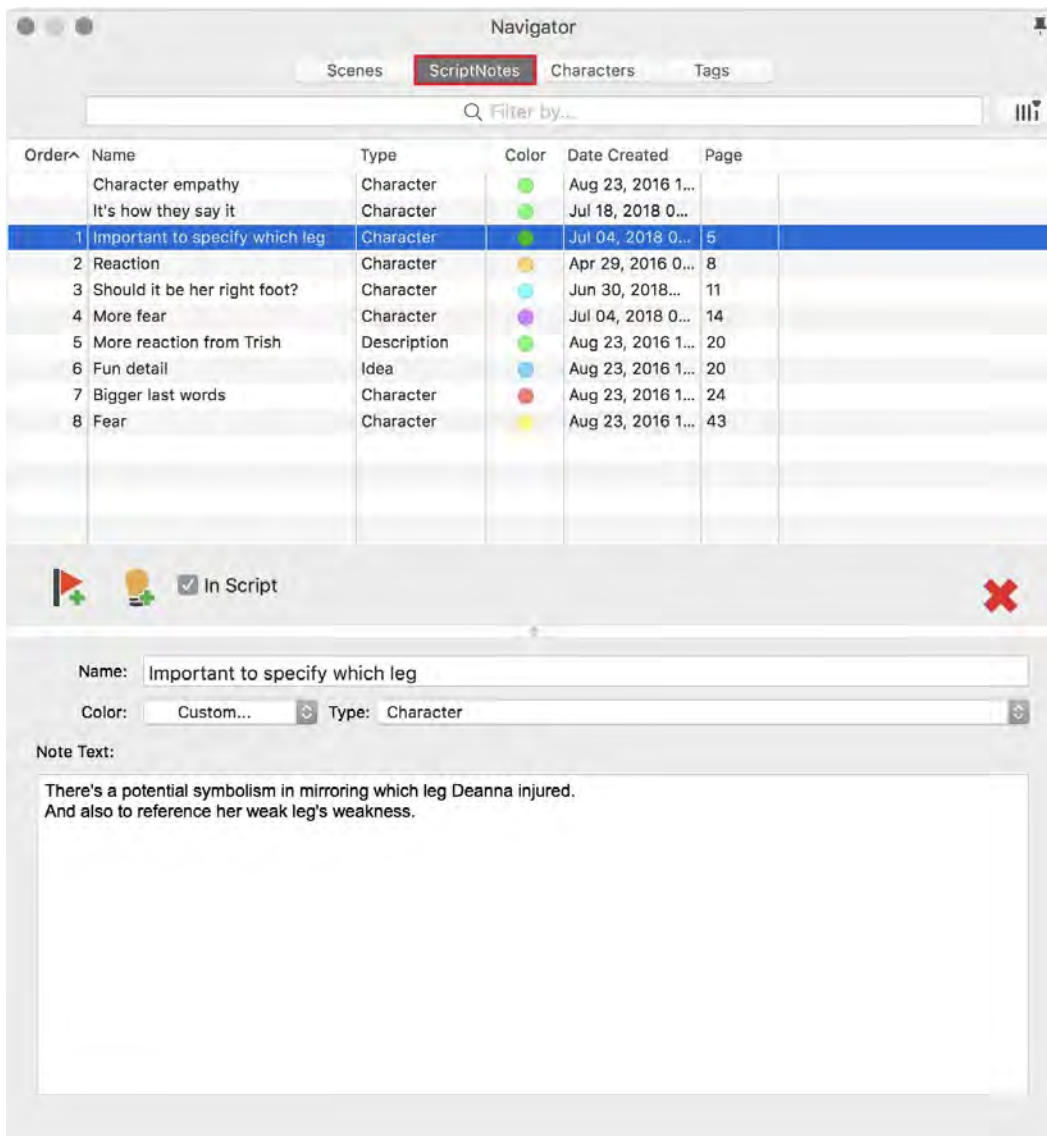 Navigator
Scenes ScriptNotes Characters Tags
Filter by...
Order Name Type Color Date Created Page
Character empathy Character Aug 23, 2016 1...
It's how they say it Character Jul 18, 2018 0...
1 Important to specify which leg Character Jul 04, 2018 0... 5
2 Reaction Character Apr 29, 2016 0... 8
3 Should it be her right foot? Character Jun 30, 2018... 11
4 More fear Character Jul 04, 2018 0... 14
5 More reaction from Trish Description Aug 23, 2016 1... 20
6 Fun detail Idea Aug 23, 2016 1... 20
7 Bigger last words Character Aug 23, 2016 1... 24
8 Fear Character Aug 23, 2016 1... 43
In Script
Name: Important to specify which leg
Color: Custom... Type: Character
Note Text:
There's a potential symbolism in mirroring which leg Deanna injured.
And also to reference her weak leg's weakness.